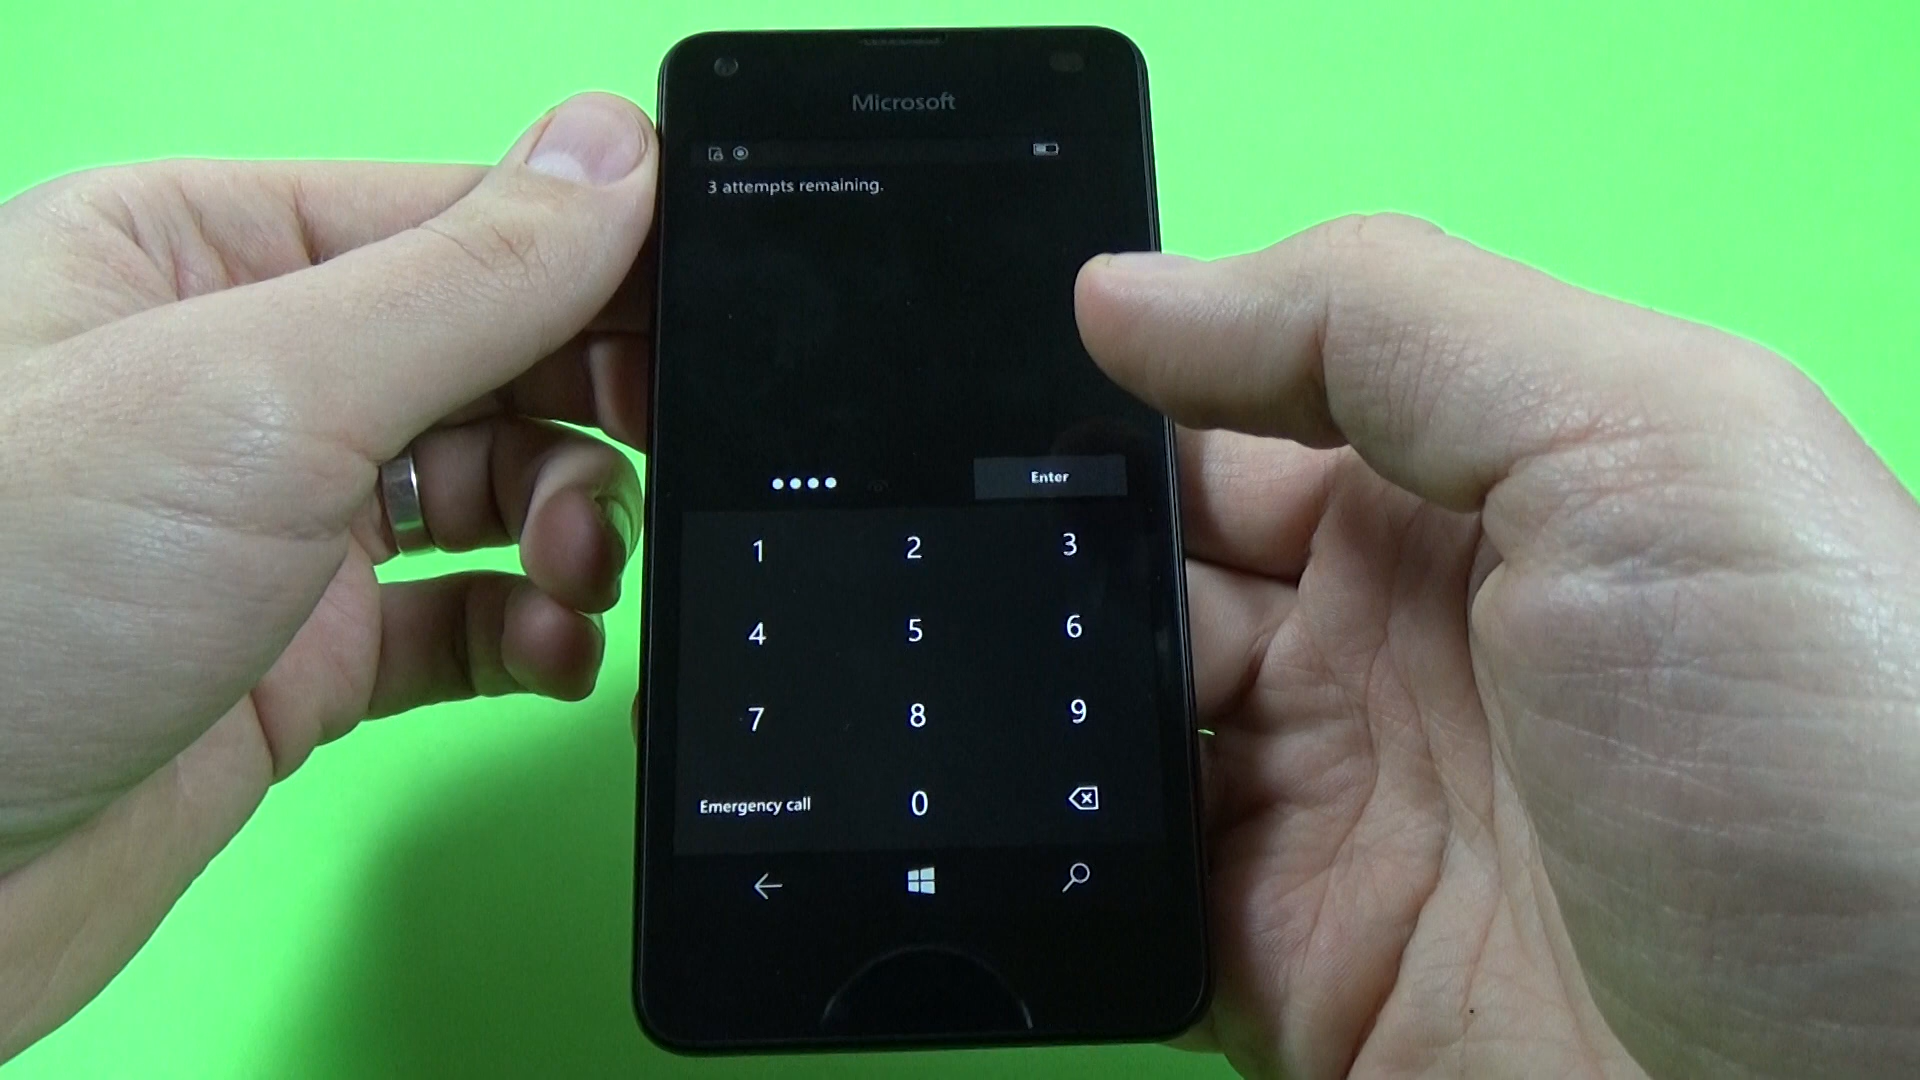 Microsoft
3 attempts remaining.
Enter
1 2 3
4 5 6
7 8 9
Emergency call 0